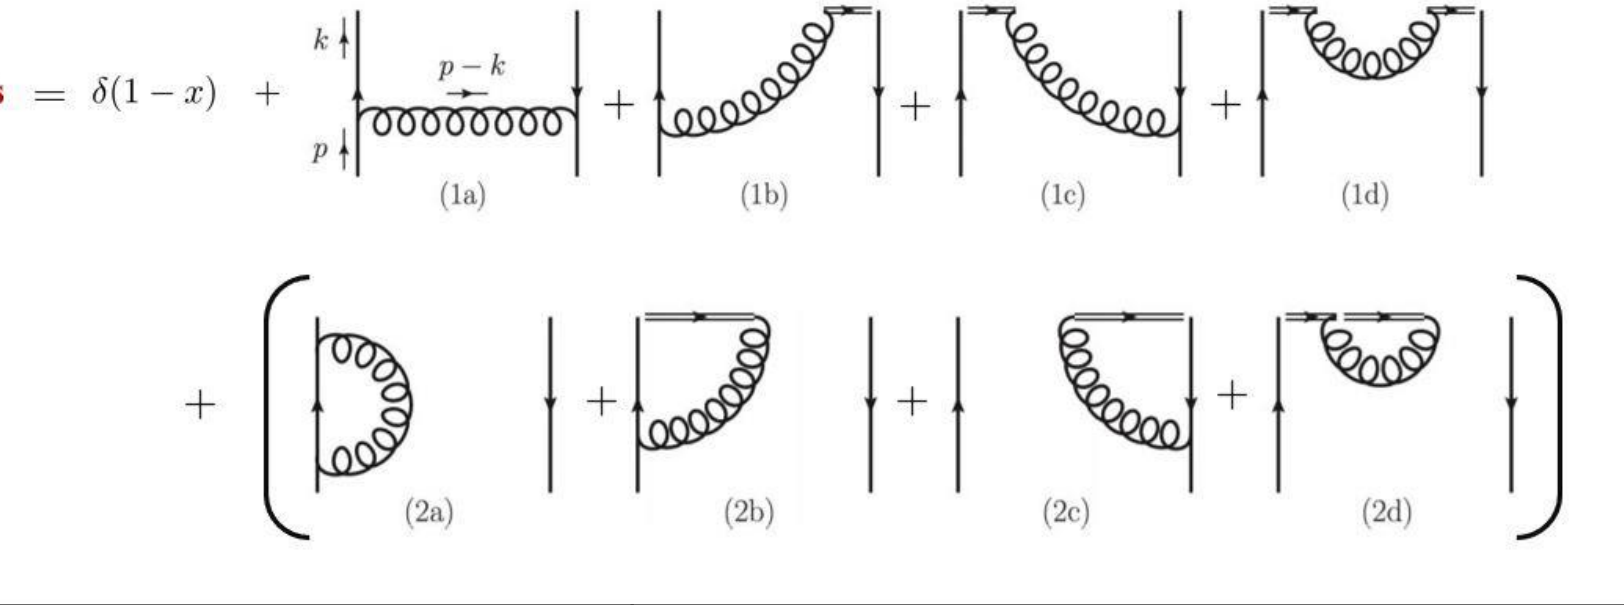 s = δ(1 − x) +
k
p − k
p
+ + +
(1a) (1b) (1c) (1d)
+ + + +
(2a) (2b) (2c) (2d)